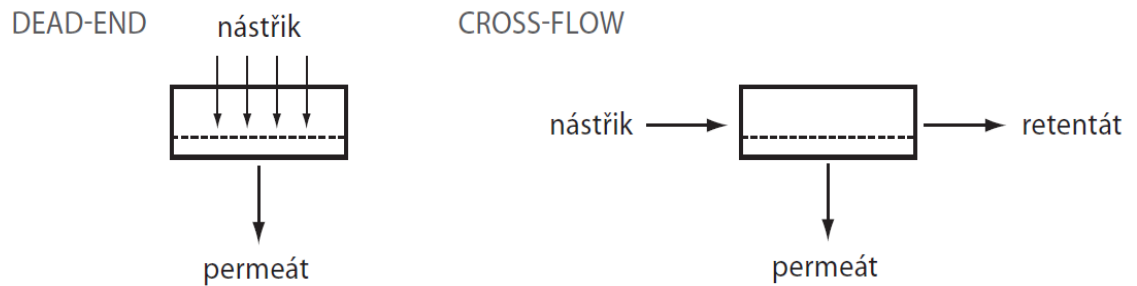 DEAD-END
nástřik
permeát
CROSS-FLOW
nástřik
retentát
permeát